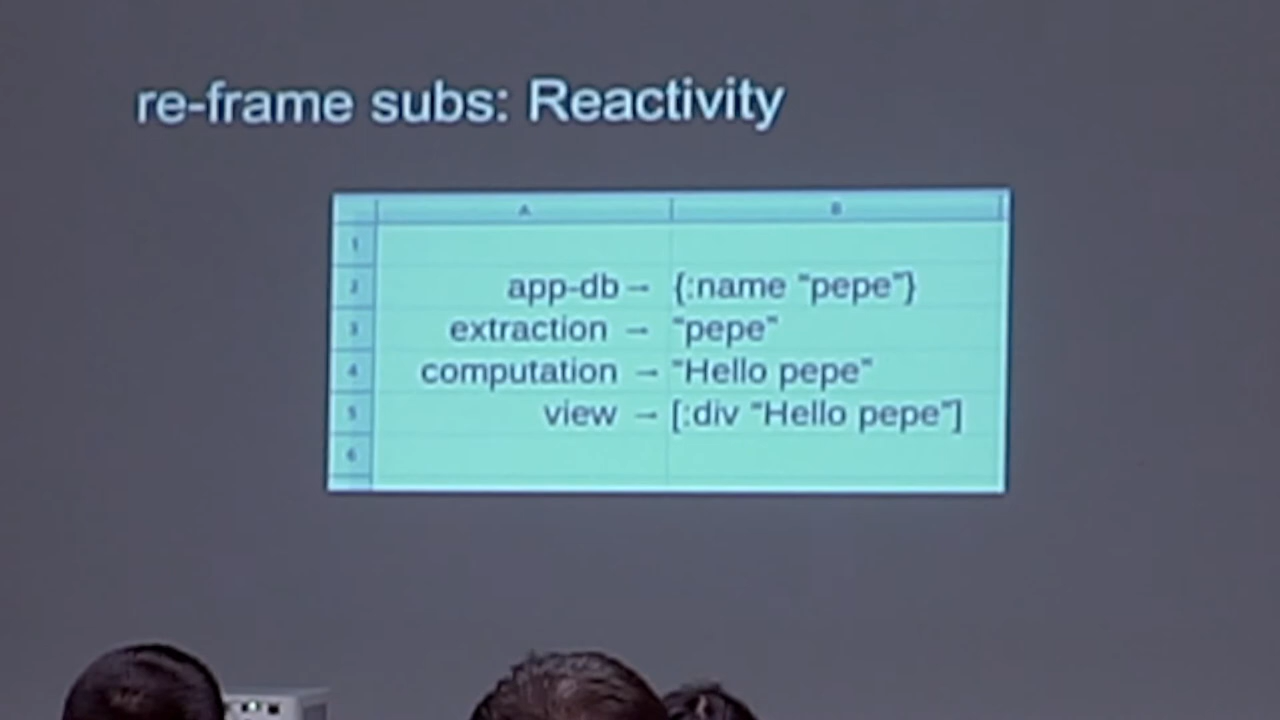 re-frame subs: Reactivity
A B
1
2 app-db → {:name "pepe"}
3 extraction → "pepe"
4 computation → "Hello pepe"
5 view → [:div "Hello pepe"]
6